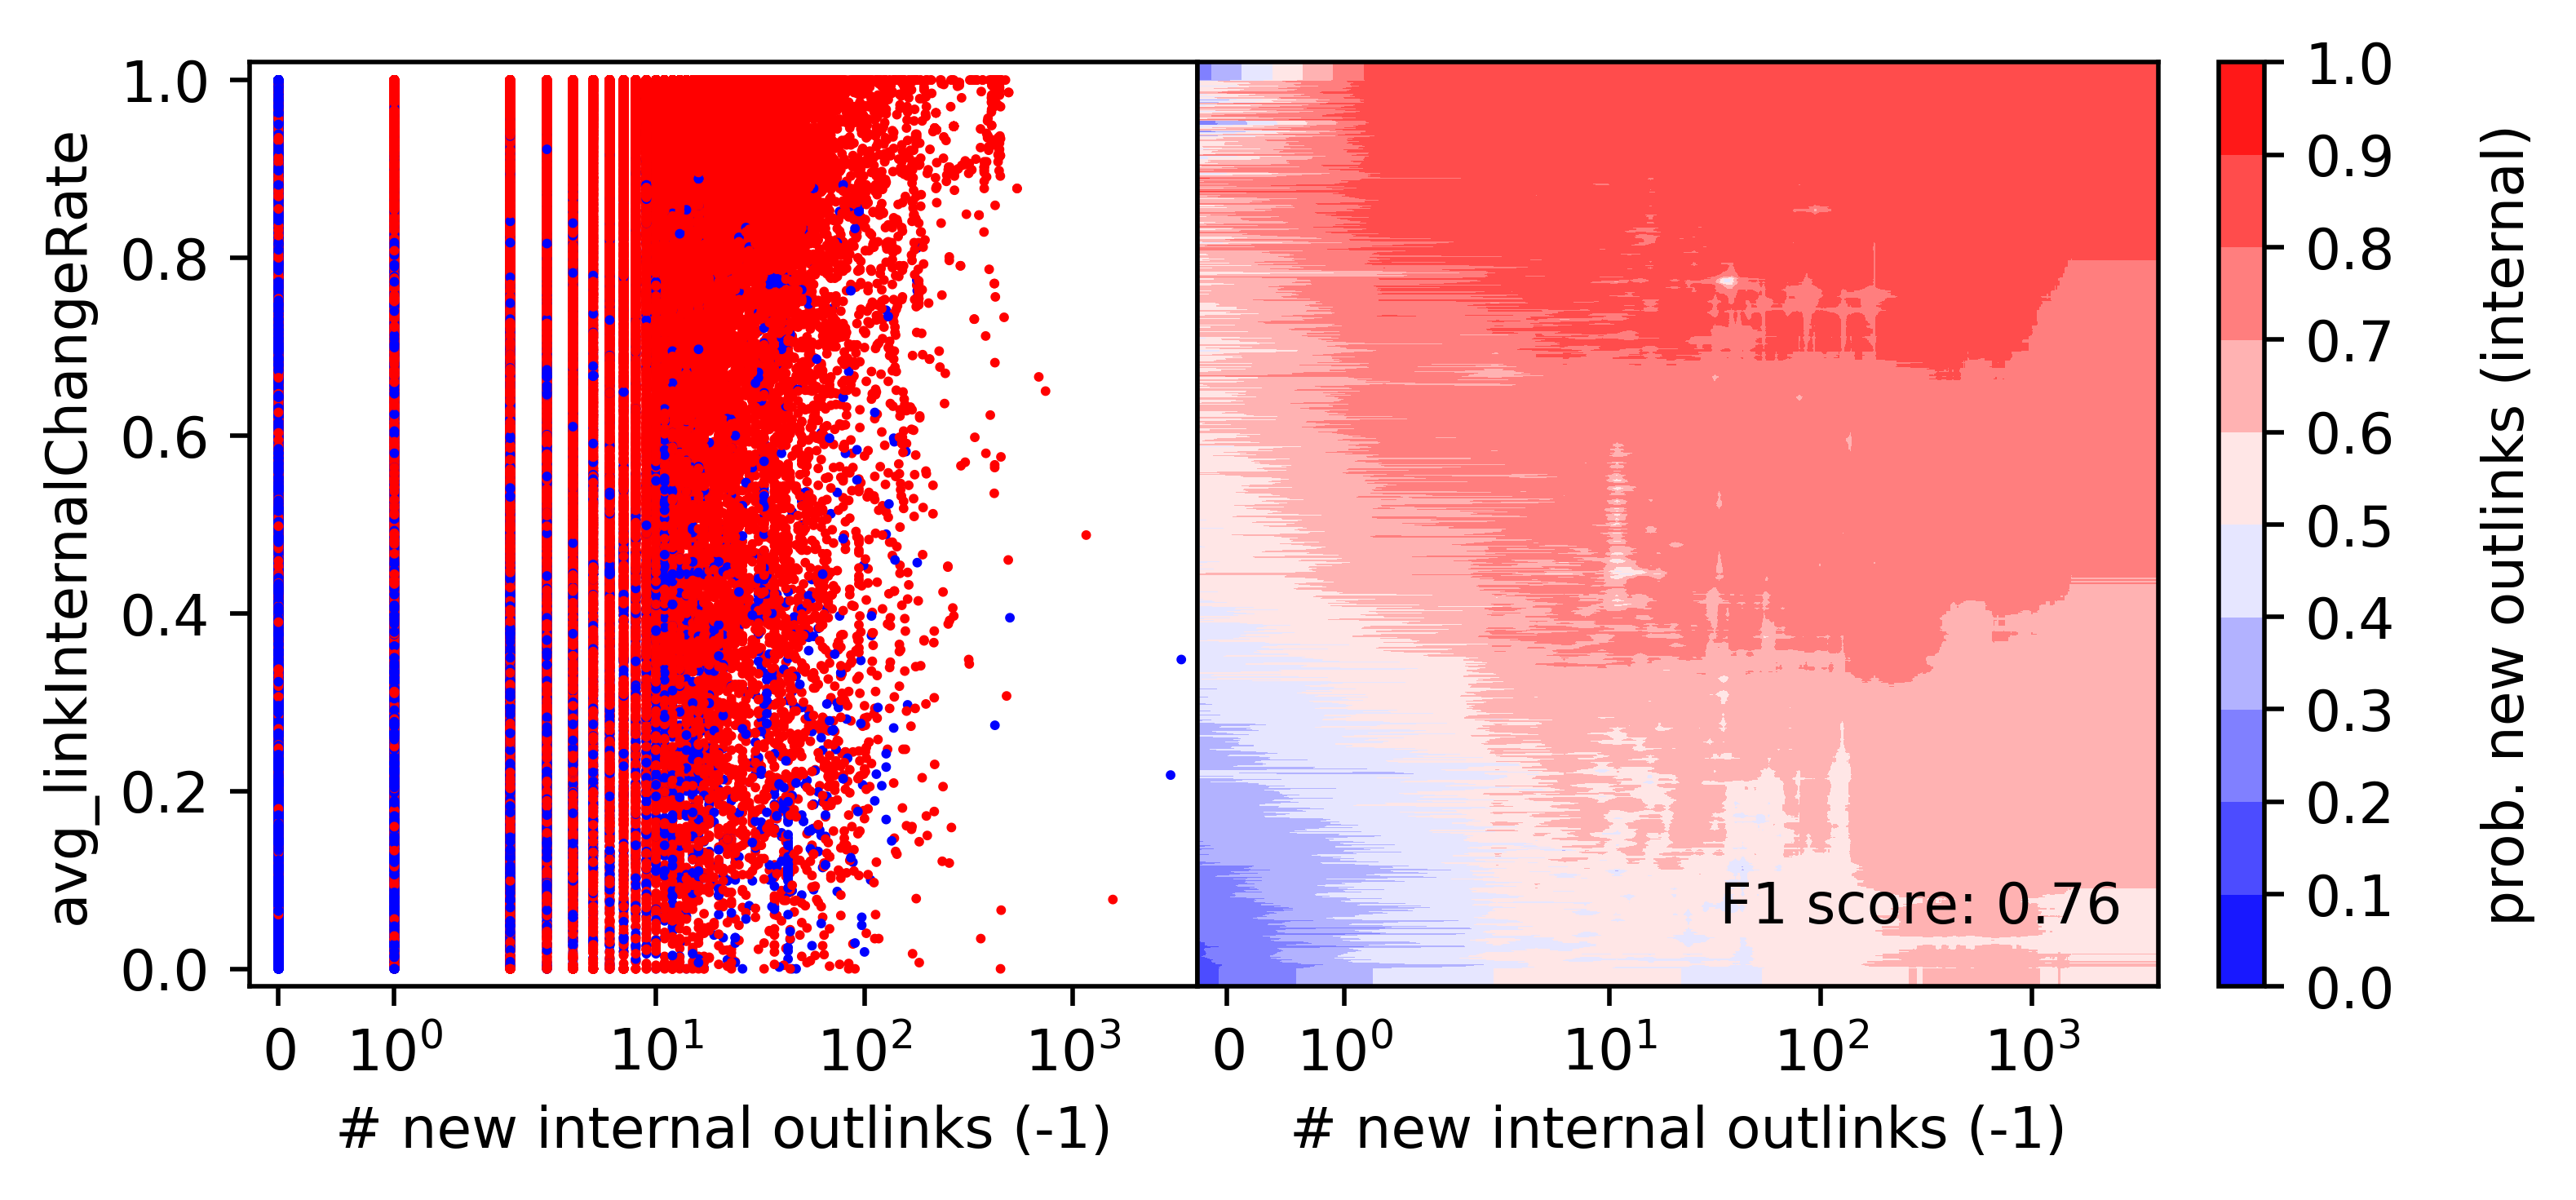 avg_linkInternalChangeRate
1.0
0.8
0.6
0.4
0.2
0.0
0 10⁰ 10¹ 10² 10³
# new internal outlinks (-1)
F1 score: 0.76
0 10⁰ 10¹ 10² 10³
# new internal outlinks (-1)
1.0
0.9
0.8
0.7
0.6
0.5
0.4
0.3
0.2
0.1
0.0
prob. new outlinks (internal)